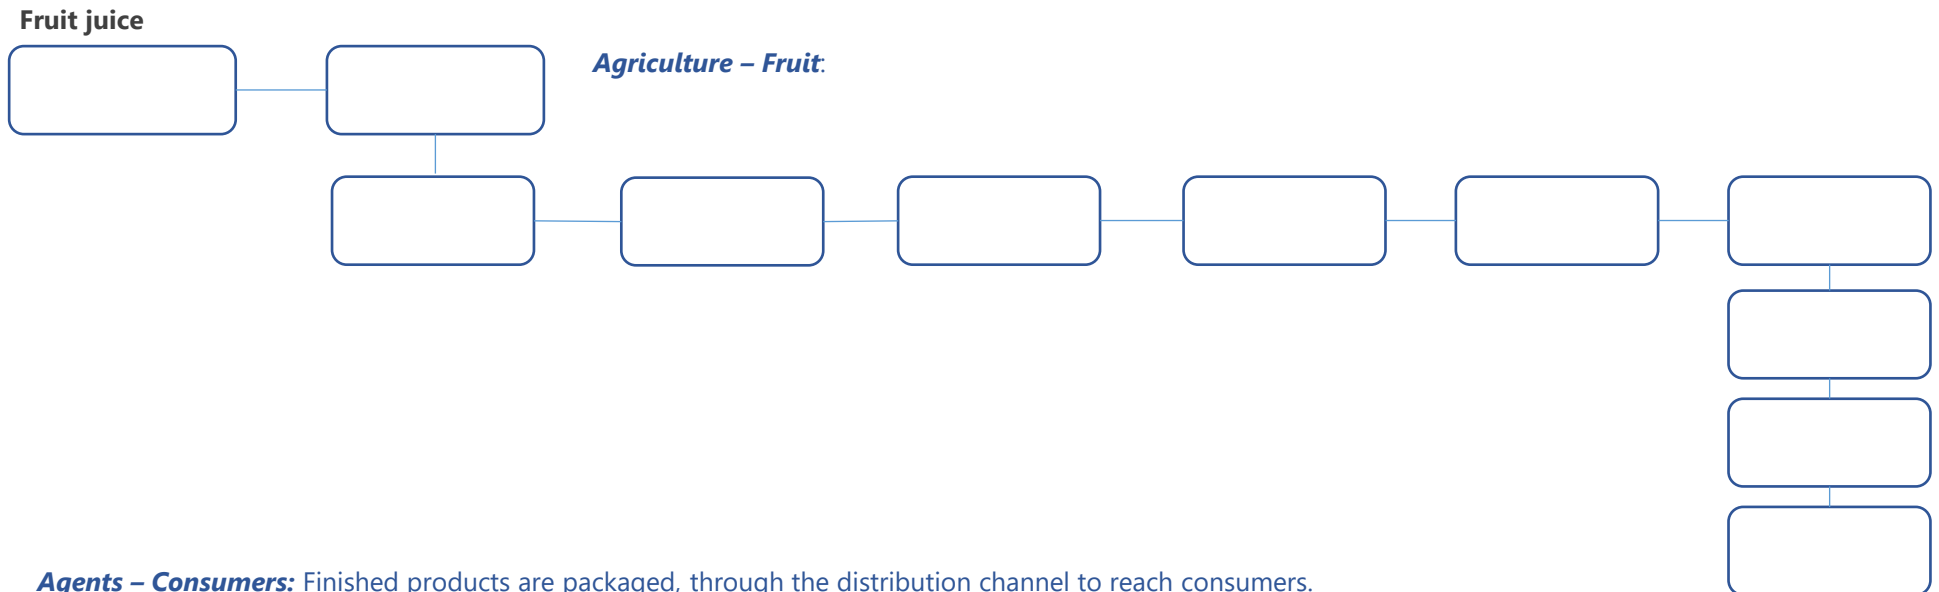 Fruit juice
Agriculture – Fruit:
Agents – Consumers: Finished products are packaged, through the distribution channel to reach consumers.